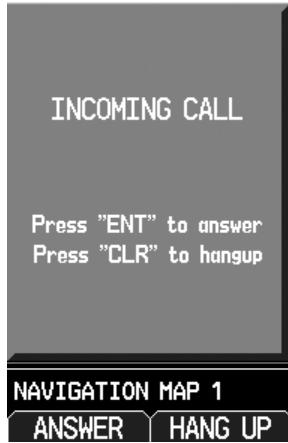 INCOMING CALL
Press "ENT" to answer
Press "CLR" to hangup
NAVIGATION MAP 1
ANSWER HANG UP